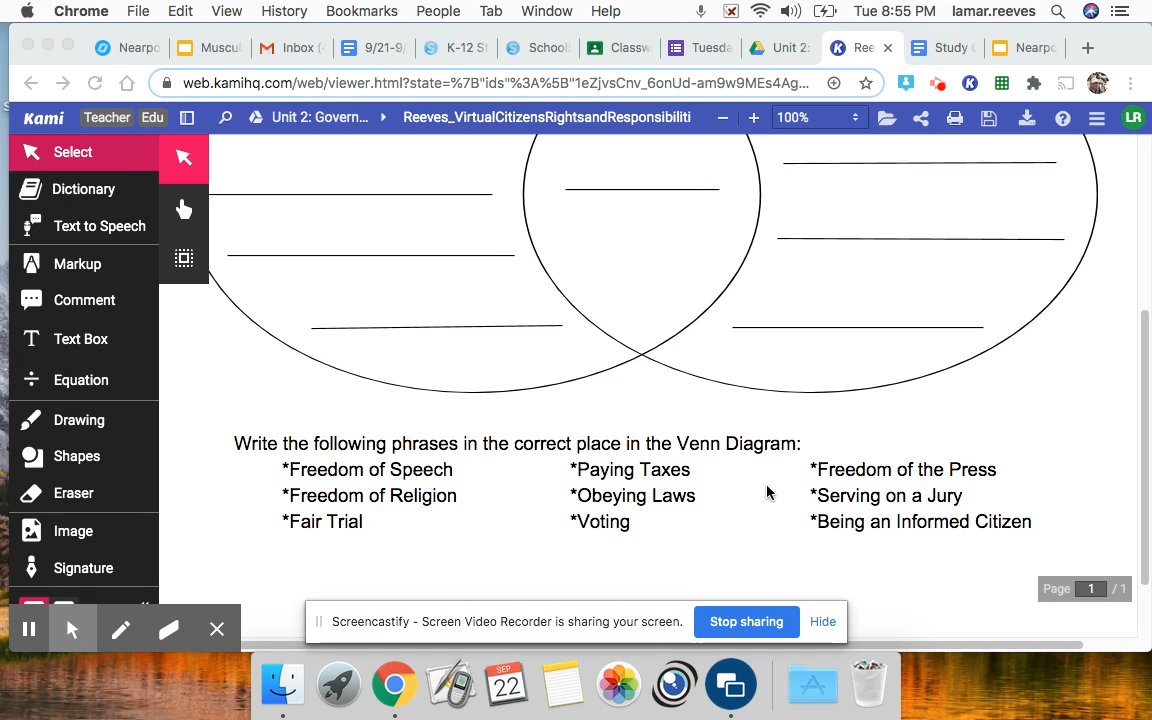 Chrome File Edit View History Bookmarks People Tab Window Help Tue 8:55 PM lamar.reeves
Nearpo Muscul Inbox ( 9/21-9/ K-12 St School Classw Tuesda Unit 2: Ree Study Nearpo
web.kamihq.com/web/viewer.html?state=%7B"ids"%3A%5B"1eZjvsCnv_6onUd-am9w9MEs4Ag...
Kami Teacher Edu Unit 2: Govern... Reeves_VirtualCitizensRightsandResponsibiliti 100% LR
Select
Dictionary
Text to Speech
Markup
Comment
Text Box
Equation
Drawing
Shapes
Eraser
Image
Signature
Write the following phrases in the correct place in the Venn Diagram:
*Freedom of Speech *Paying Taxes *Freedom of the Press
*Freedom of Religion *Obeying Laws *Serving on a Jury
*Fair Trial *Voting *Being an Informed Citizen
Page 1 / 1
Screencastify - Screen Video Recorder is sharing your screen. Stop sharing Hide
SEP
22